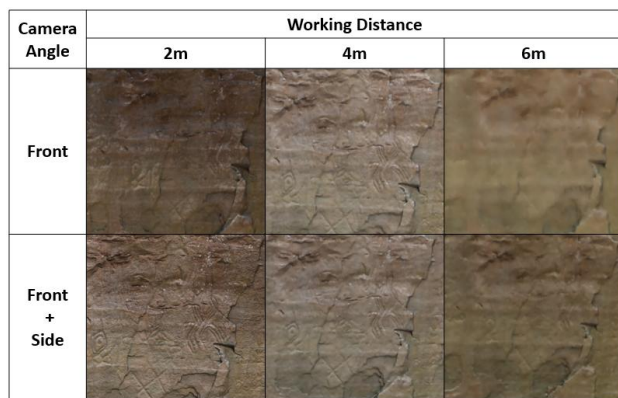 Camera
Angle
Working Distance
2m
4m
6m
Front
Front
+
Side